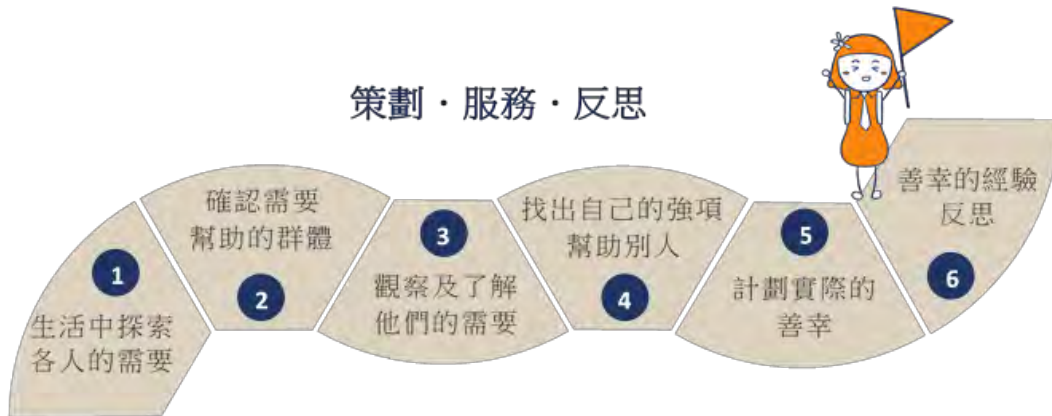 策劃・服務・反思
1
生活中探索
各人的需要
確認需要
幫助的群體
2
3
觀察及了解
他們的需要
找出自己的強項
幫助別人
4
5
計劃實際的
善幸
善幸的經驗
反思
6